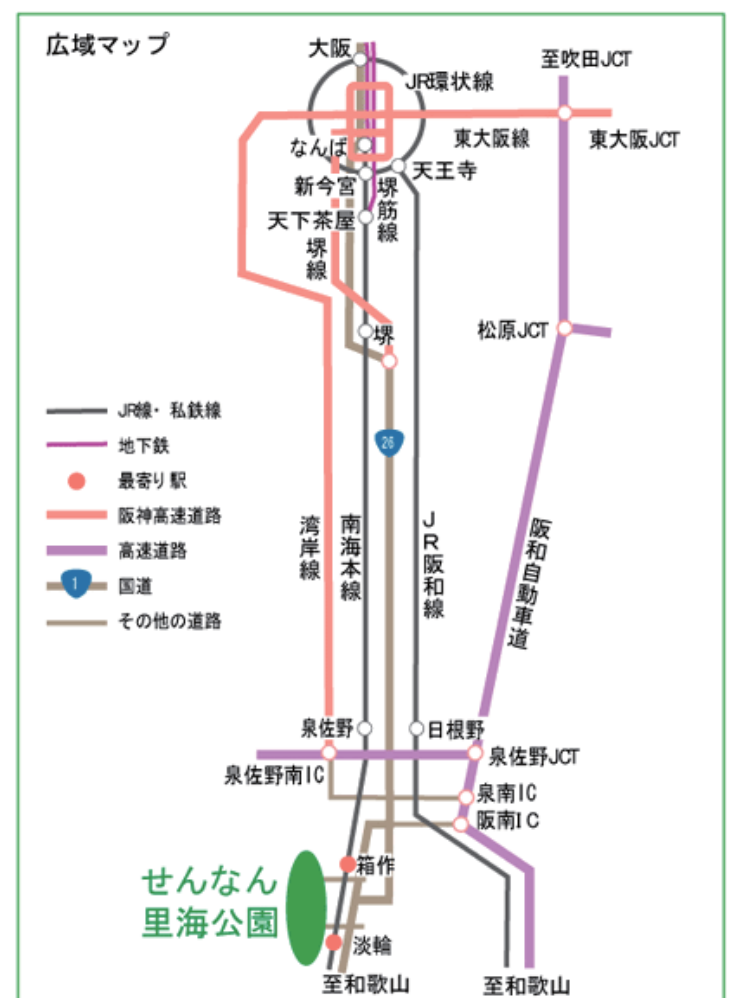 広域マップ
大阪
至吹田JCT
JR環状線
東大阪線
東大阪JCT
なんば
天王寺
新今宮
堺筋線
天下茶屋
堺線
堺
松原JCT
26
JR線・私鉄線
地下鉄
最寄り駅
阪神高速道路
高速道路
1
国道
その他の道路
湾岸線
南海本線
JR阪和線
阪和自動車道
泉佐野
日根野
泉佐野JCT
泉佐野南IC
泉南IC
阪南IC
箱作
せんなん
里海公園
淡輪
至和歌山
至和歌山